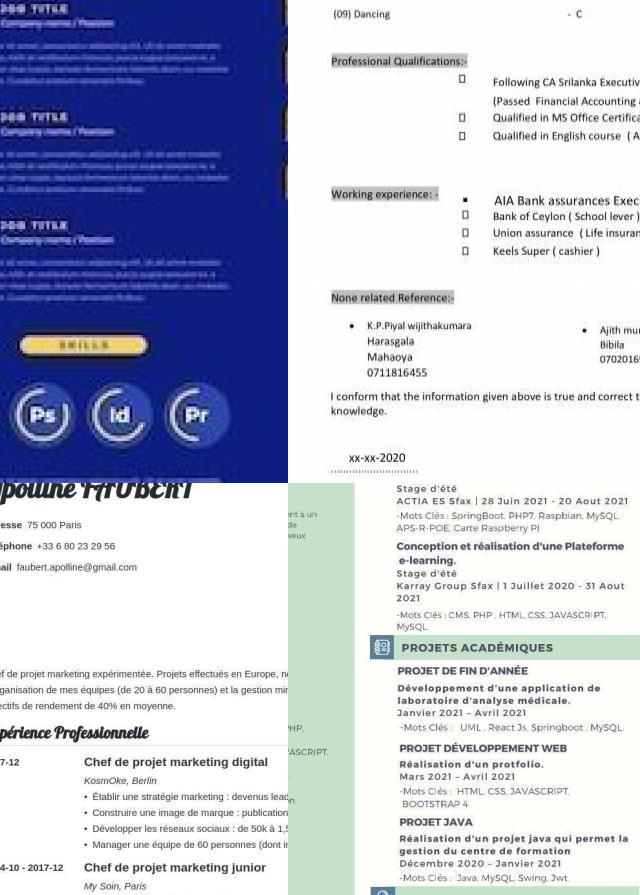 JOB TITLE
Company name / Position
JOB TITLE
Company name / Position
JOB TITLE
Company name / Position
SKILLS
Ps Id Pr
(09) Dancing - C
Professional Qualifications:-
Following CA Srilanka Executiv
(Passed Financial Accounting
Qualified in MS Office Certifica
Qualified in English course ( A
Working experience: -
AIA Bank assurances Exec
Bank of Ceylon ( School lever )
Union assurance ( Life insuran
Keels Super ( cashier )
None related Reference:-
• K.P.Piyal wijithakumara
Harasgala
Mahaoya
0711816455
• Ajith mu
Bibila
0702016
I conform that the information given above is true and correct t
knowledge.
xx-xx-2020
polline FAUBERT
esse 75 000 Paris
éphone +33 6 80 23 29 56
ail faubert.apolline@gmail.com
ef de projet marketing expérimentée. Projets effectués en Europe, n
ganisation de mes équipes (de 20 à 60 personnes) et la gestion min
ectifs de rendement de 40% en moyenne.
périence Professionnelle
7-12 Chef de projet marketing digital
KosmOke, Berlin
• Établir une stratégie marketing : devenus lead
• Construire une image de marque : publication
• Développer les réseaux sociaux : de 50k à 1,5
• Manager une équipe de 60 personnes (dont in
4-10 - 2017-12 Chef de projet marketing junior
My Soin, Paris
ent à un
de
veux
PHP,
VASCRIPT,
on,
Stage d'été
ACTIA ES Sfax | 28 Juin 2021 - 20 Aout 2021
-Mots Clés : SpringBoot, PHP7, Raspbian, MySQL,
APS-R-POE, Carte Raspberry PI
Conception et réalisation d'une Plateforme
e-learning.
Stage d'été
Karray Group Sfax | 1 Juillet 2020 - 31 Aout
2021
-Mots Clés : CMS, PHP , HTML, CSS, JAVASCRIPT,
MySQL.
PROJETS ACADÉMIQUES
PROJET DE FIN D'ANNÉE
Développement d'une application de
laboratoire d'analyse médicale.
Janvier 2021 – Avril 2021
-Mots Clés : UML , React Js, Springboot , MySQL
PROJET DÉVELOPPEMENT WEB
Réalisation d'un protfolio.
Mars 2021 – Avril 2021
-Mots Clés : HTML, CSS, JAVASCRIPT,
BOOTSTRAP 4
PROJET JAVA
Réalisation d'un projet java qui permet la
gestion du centre de formation
Décembre 2020 – Janvier 2021
-Mots Clés : Java, MySQL, Swing, Jwt.